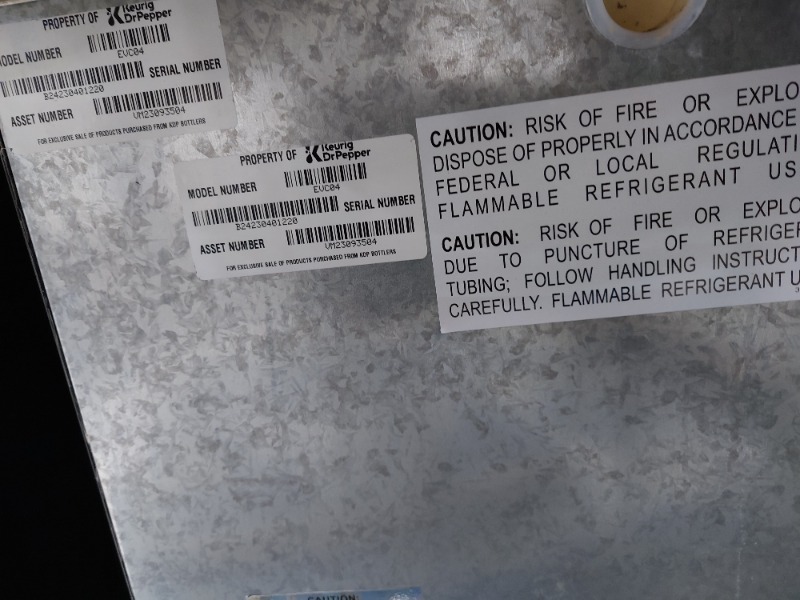 PROPERTY OF Keurig DrPepper
MODEL NUMBER
EVC04
SERIAL NUMBER
B24230401220
ASSET NUMBER
VM23093504
FOR EXCLUSIVE SALE OF PRODUCTS PURCHASED FROM KDP BOTTLERS
PROPERTY OF Keurig DrPepper
MODEL NUMBER
EVC04
SERIAL NUMBER
B24230401220
ASSET NUMBER
VM23093504
FOR EXCLUSIVE SALE OF PRODUCTS PURCHASED FROM KDP BOTTLERS
CAUTION: RISK OF FIRE OR EXPLO
DISPOSE OF PROPERLY IN ACCORDANCE
FEDERAL OR LOCAL REGULATI
FLAMMABLE REFRIGERANT US
CAUTION: RISK OF FIRE OR EXPLO
DUE TO PUNCTURE OF REFRIGER
TUBING; FOLLOW HANDLING INSTRUCT
CAREFULLY. FLAMMABLE REFRIGERANT U
CAUTION: